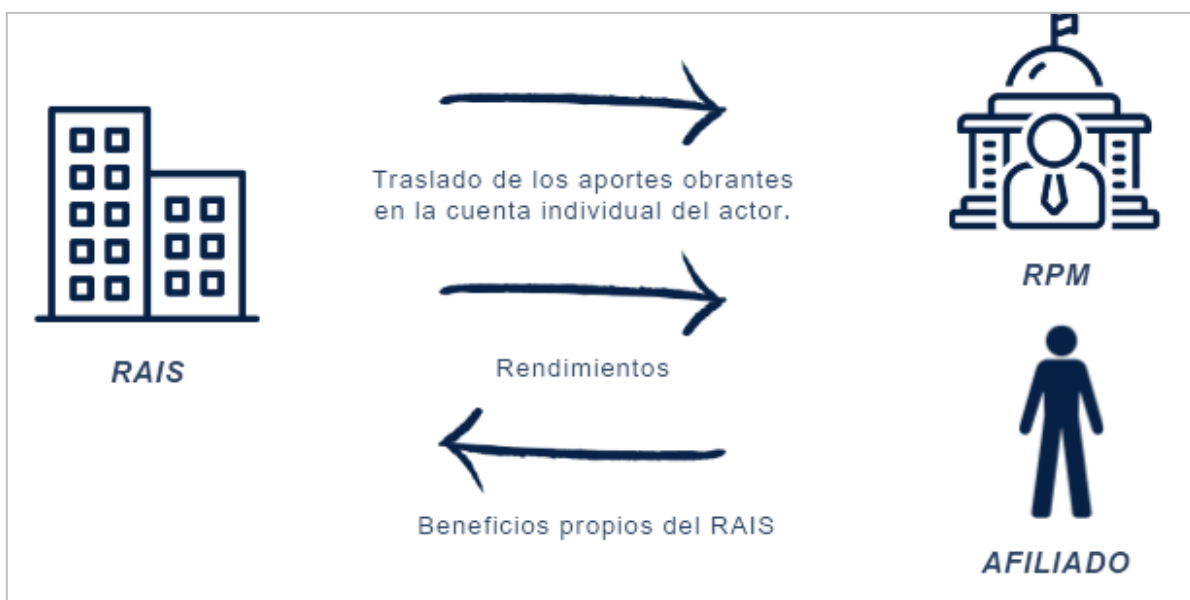 Traslado de los aportes obrantes
en la cuenta individual del actor.
RPM
RAIS
Rendimientos
Beneficios propios del RAIS
AFILIADO